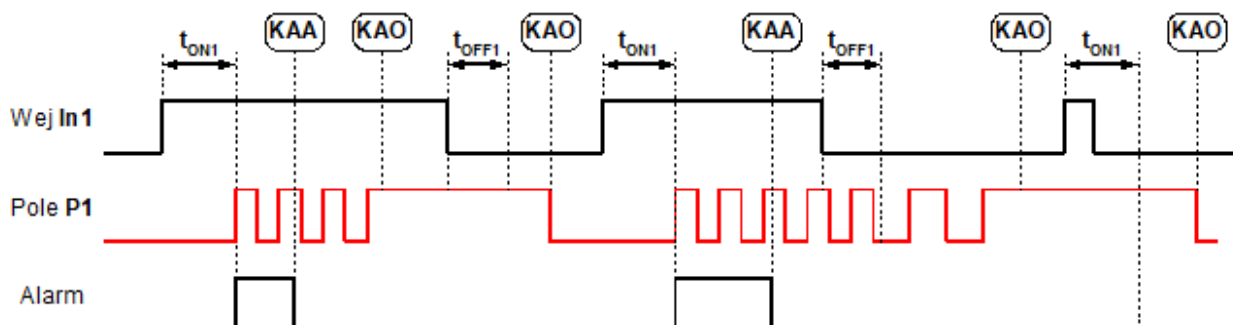 KAA KAO KAO KAA KAO KAO
tON1 tOFF1 tON1 tOFF1 tON1
Wej In1
Pole P1
Alarm